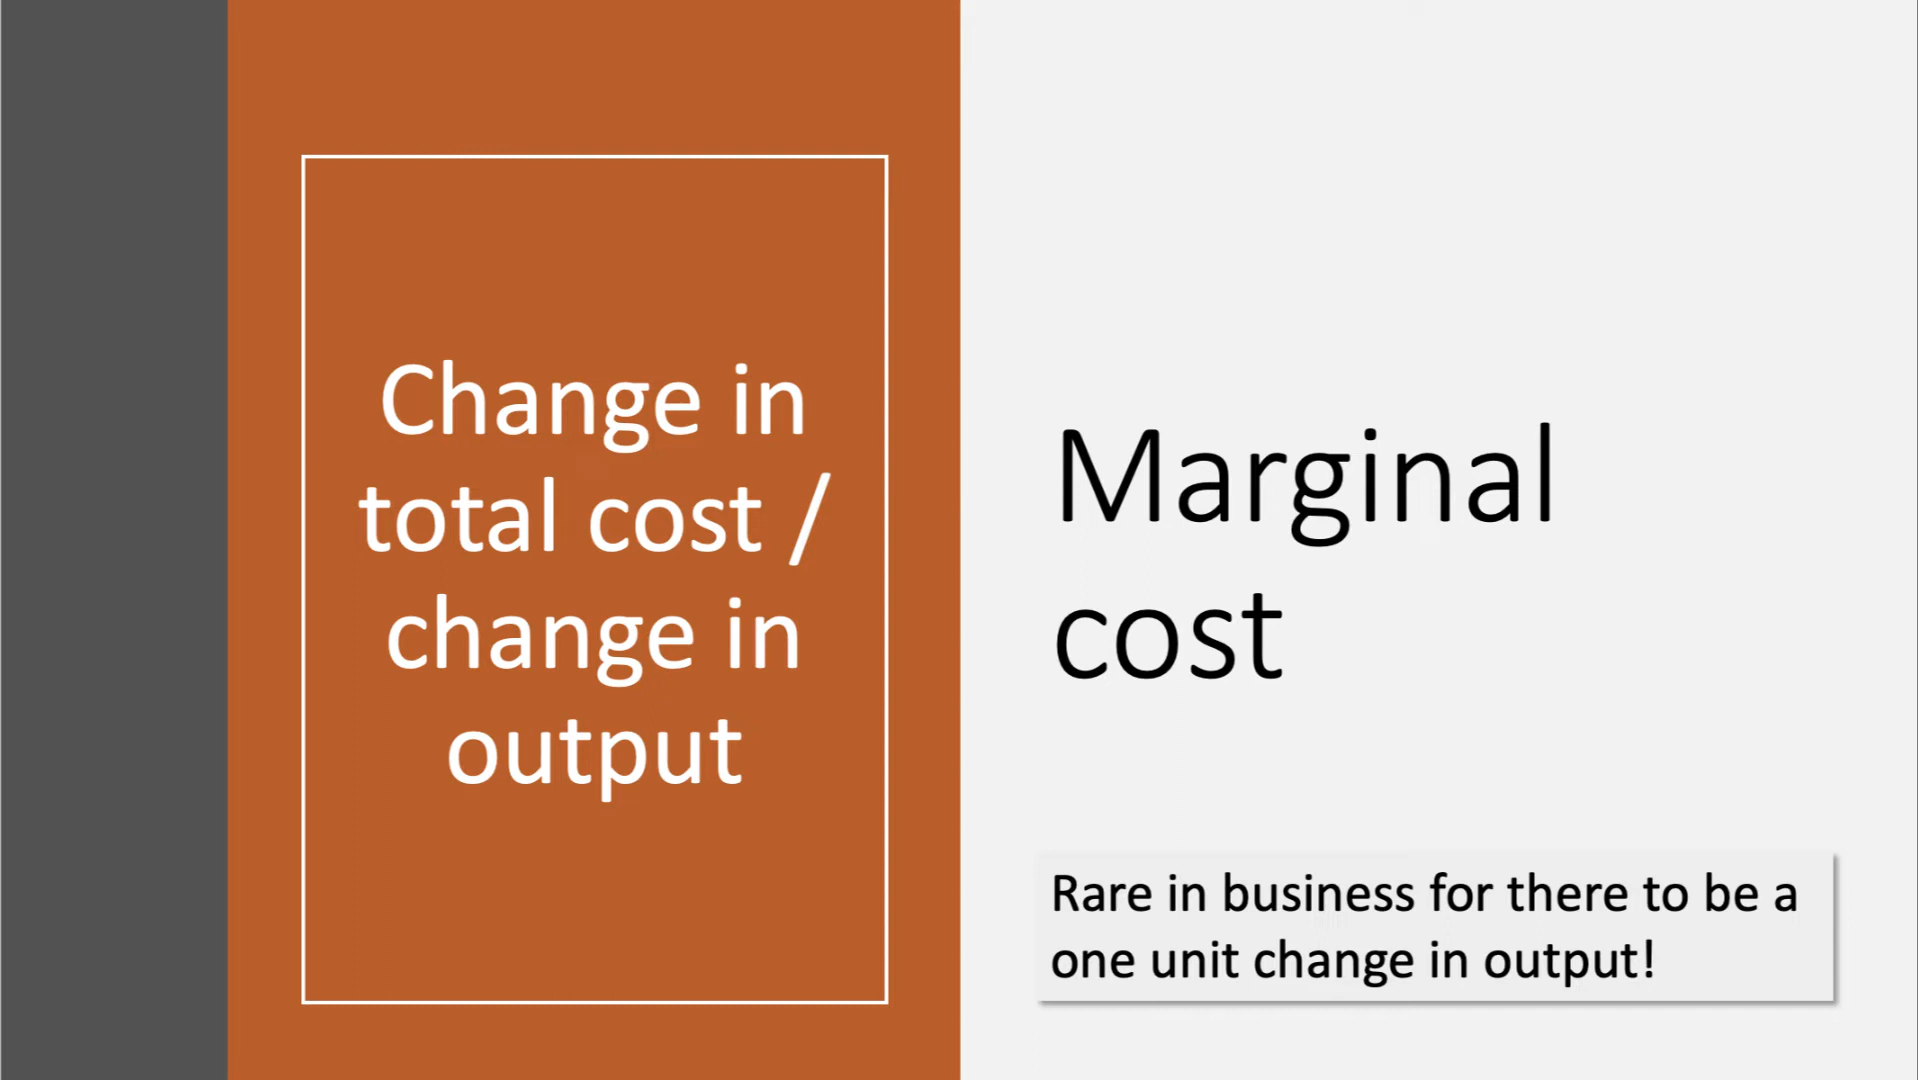 Change in
total cost /
change in
output
Marginal
cost
Rare in business for there to be a
one unit change in output!